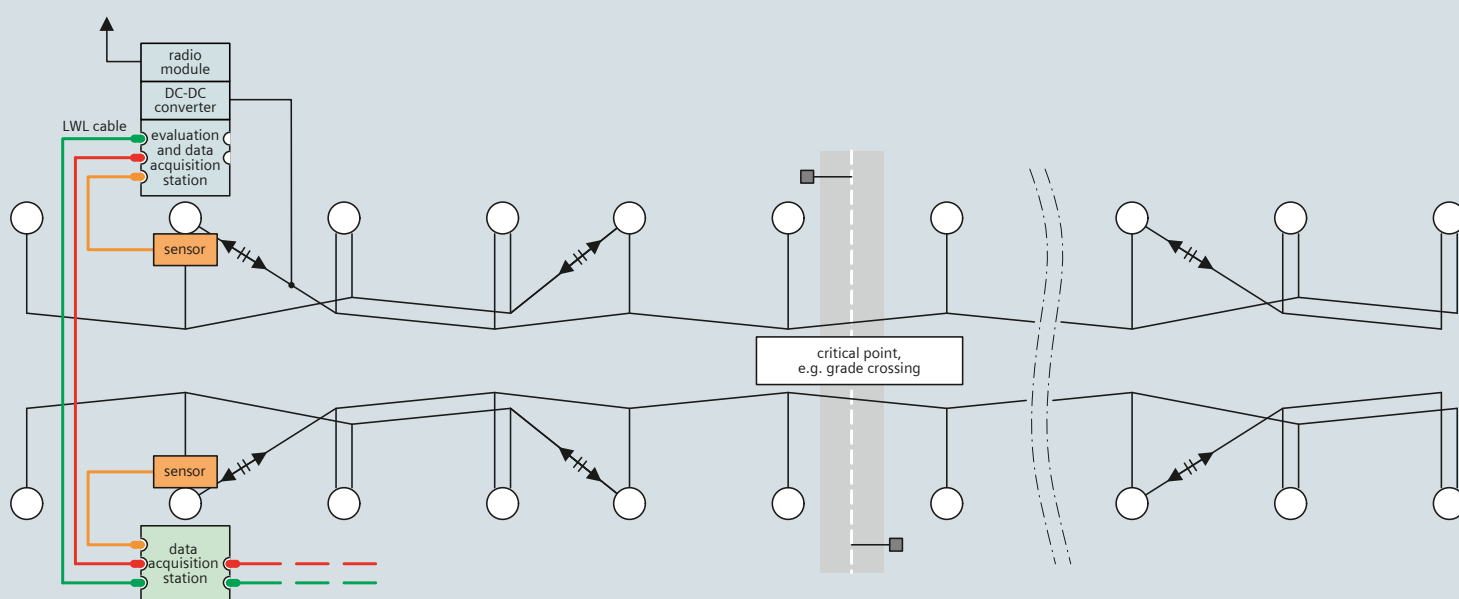 radio
module
DC-DC
converter
LWL cable
evaluation
and data
acquisition
station
sensor
critical point,
e.g. grade crossing
sensor
data
acquisition
station